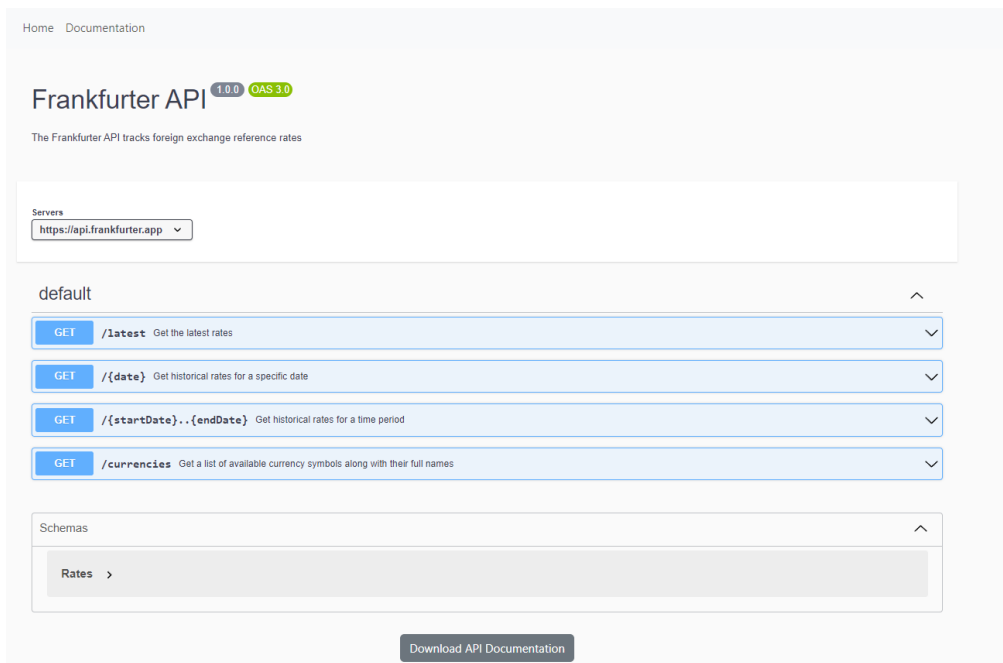 Home Documentation
Frankfurter API 1.0.0 OAS 3.0
The Frankfurter API tracks foreign exchange reference rates
Servers
https://api.frankfurter.app
default
GET /latest Get the latest rates
GET /{date} Get historical rates for a specific date
GET /{startDate}..{endDate} Get historical rates for a time period
GET /currencies Get a list of available currency symbols along with their full names
Schemas
Rates
Download API Documentation